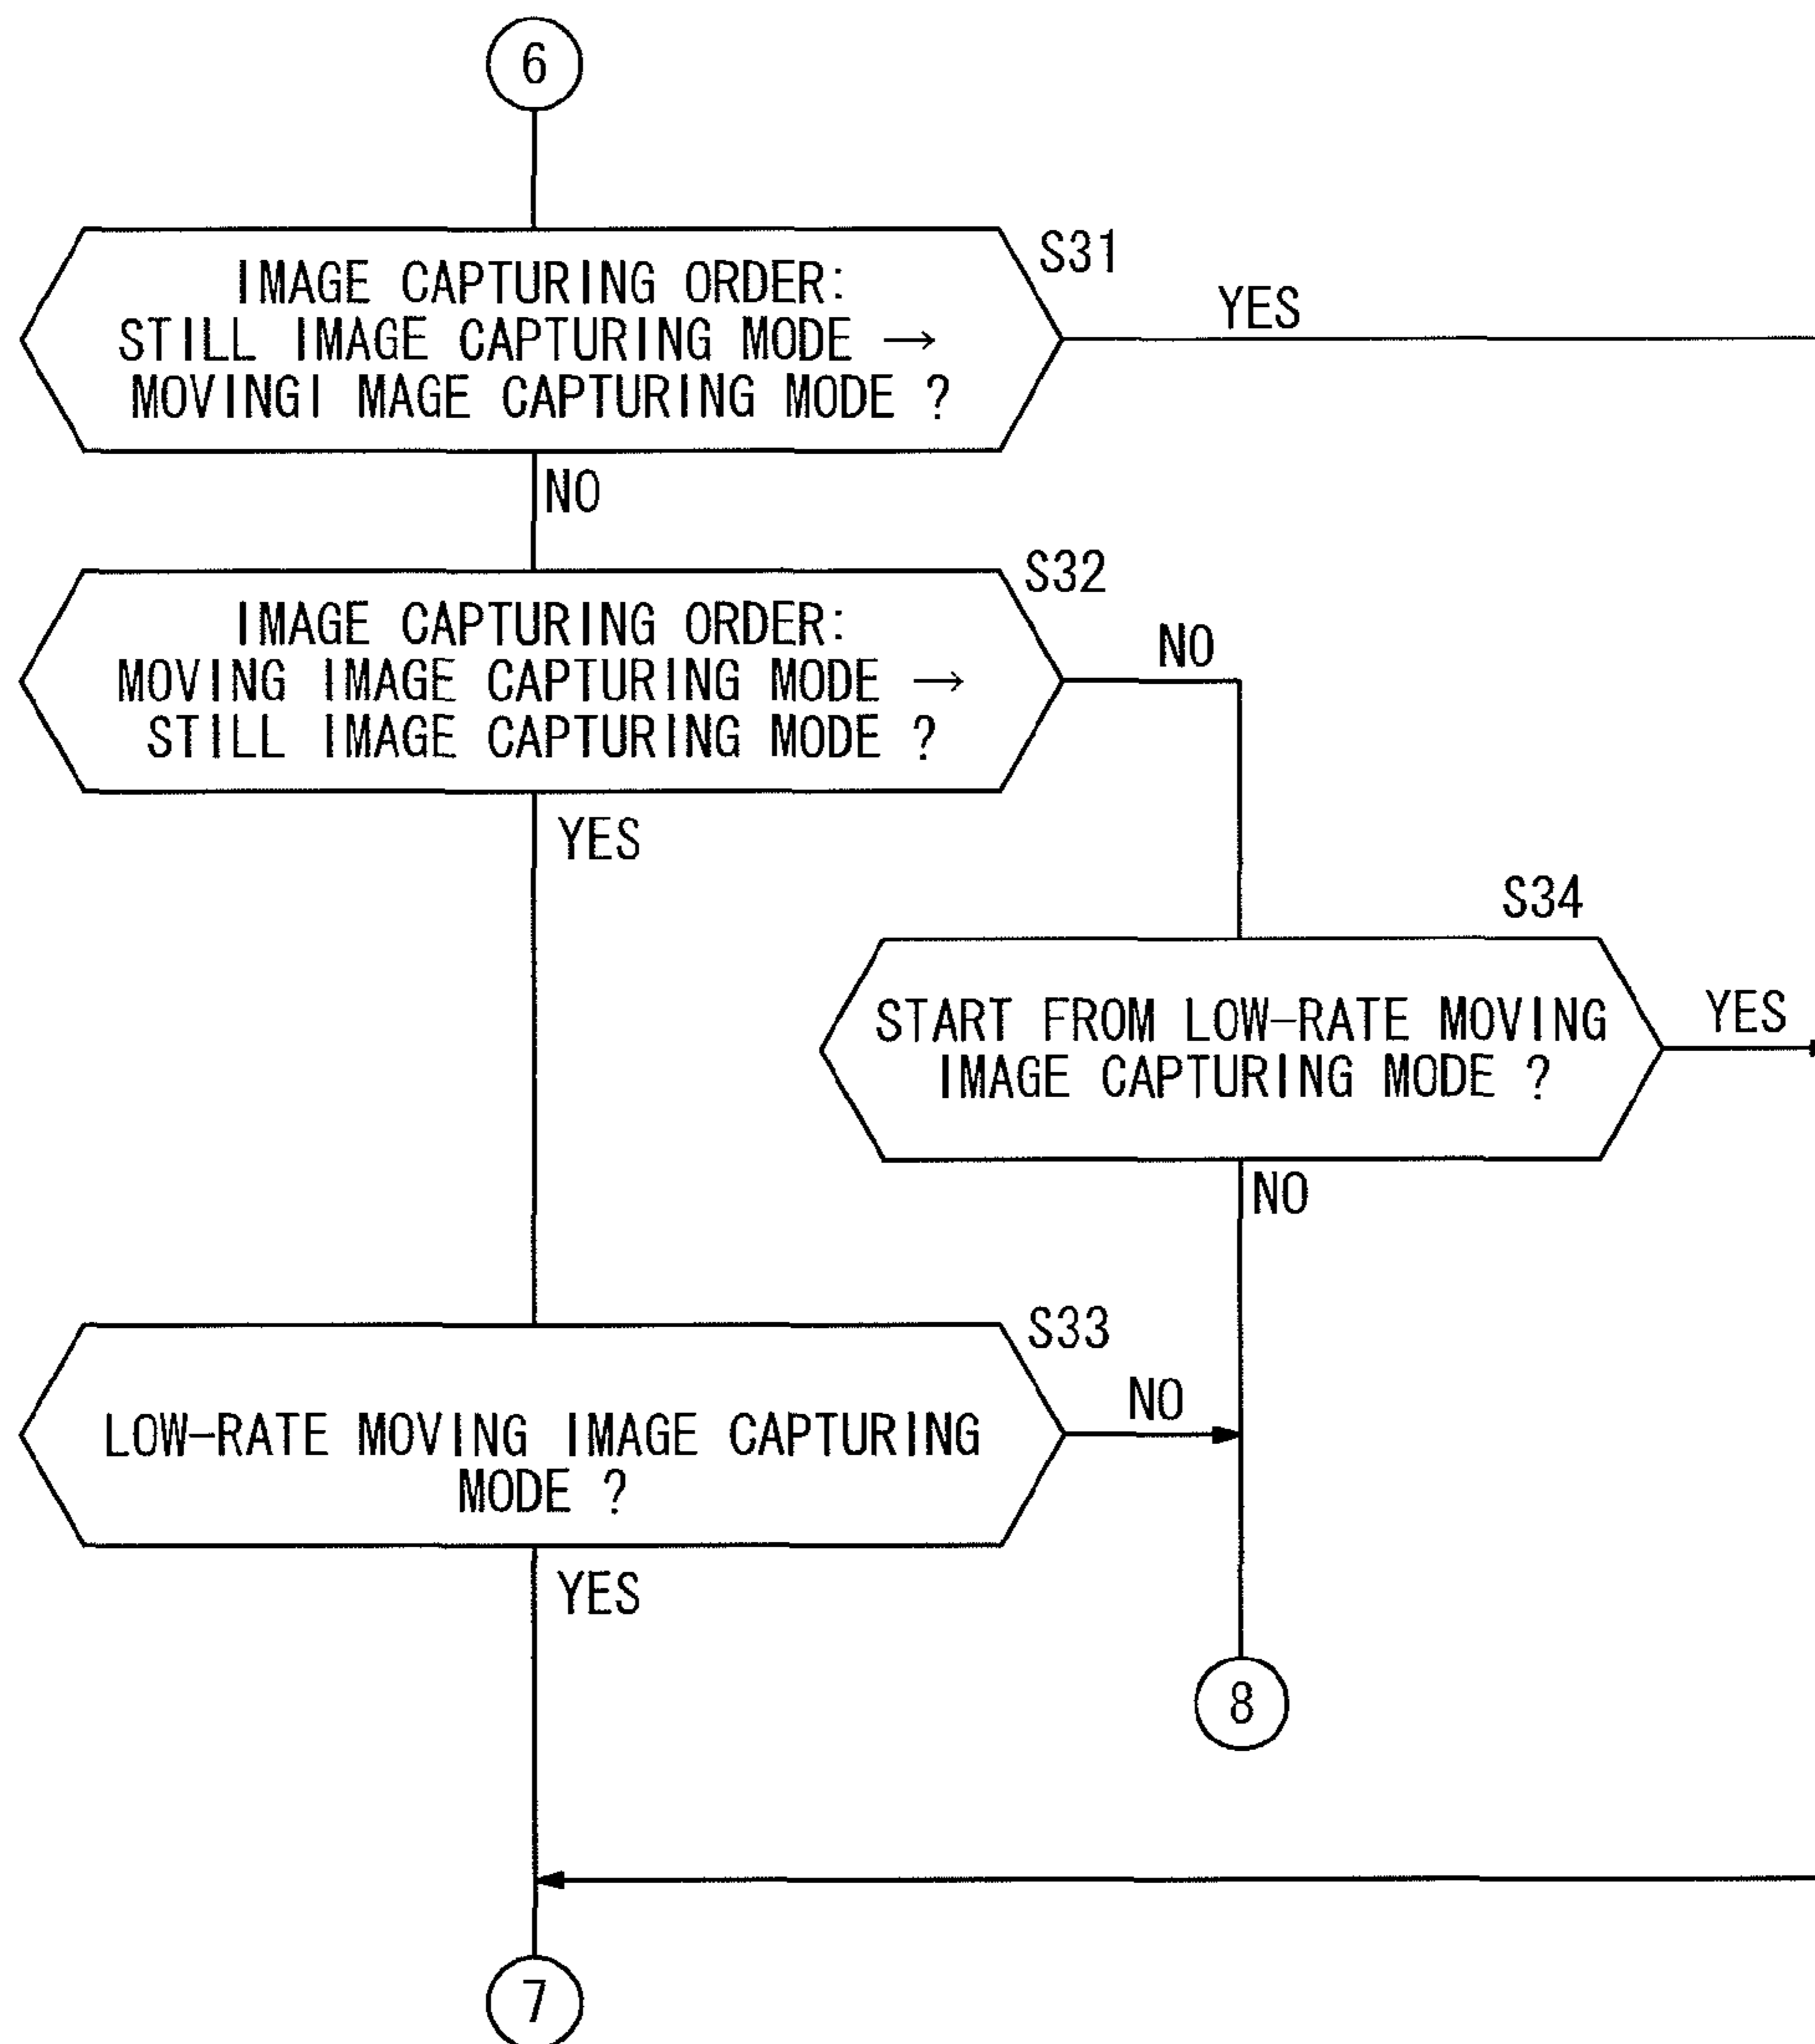 6
S31
IMAGE CAPTURING ORDER:
STILL IMAGE CAPTURING MODE →
MOVINGI MAGE CAPTURING MODE ?
YES
NO
S32
IMAGE CAPTURING ORDER:
MOVING IMAGE CAPTURING MODE →
STILL IMAGE CAPTURING MODE ?
NO
YES
S34
START FROM LOW-RATE MOVING
IMAGE CAPTURING MODE ?
YES
NO
S33
LOW-RATE MOVING IMAGE CAPTURING
MODE ?
NO
YES
8
7